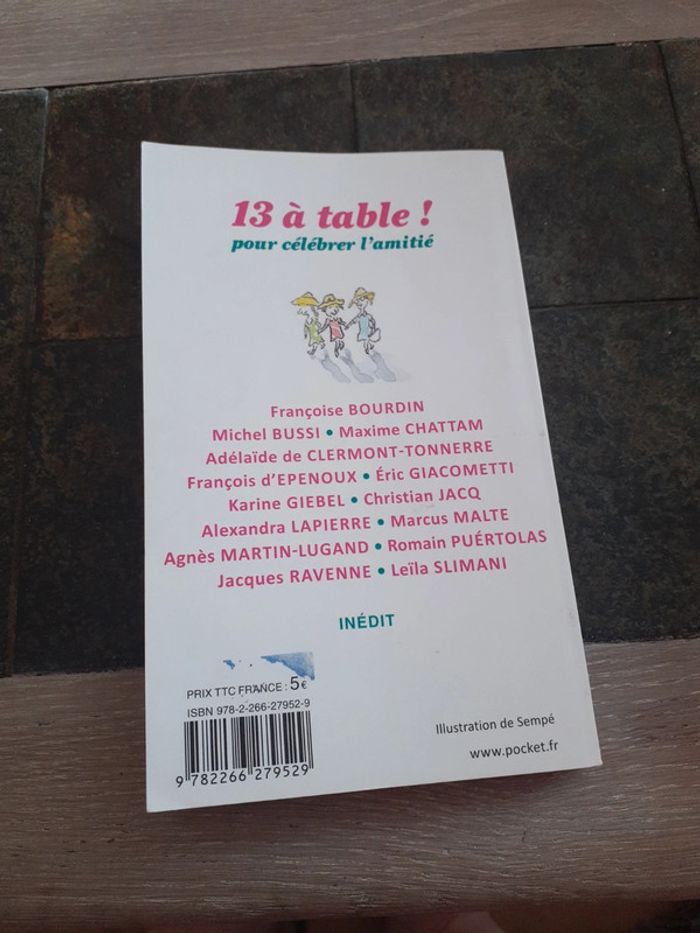 13 à table !
pour célébrer l'amitié
Françoise BOURDIN
Michel BUSSI • Maxime CHATTAM
Adélaïde de CLERMONT-TONNERRE
François d'EPENOUX • Éric GIACOMETTI
Karine GIEBEL • Christian JACQ
Alexandra LAPIERRE • Marcus MALTE
Agnès MARTIN-LUGAND • Romain PUÉRTOLAS
Jacques RAVENNE • Leïla SLIMANI
INÉDIT
PRIX TTC FRANCE : 5 €
ISBN 978-2-266-27952-9
9 782266 279529
Illustration de Sempé
www.pocket.fr